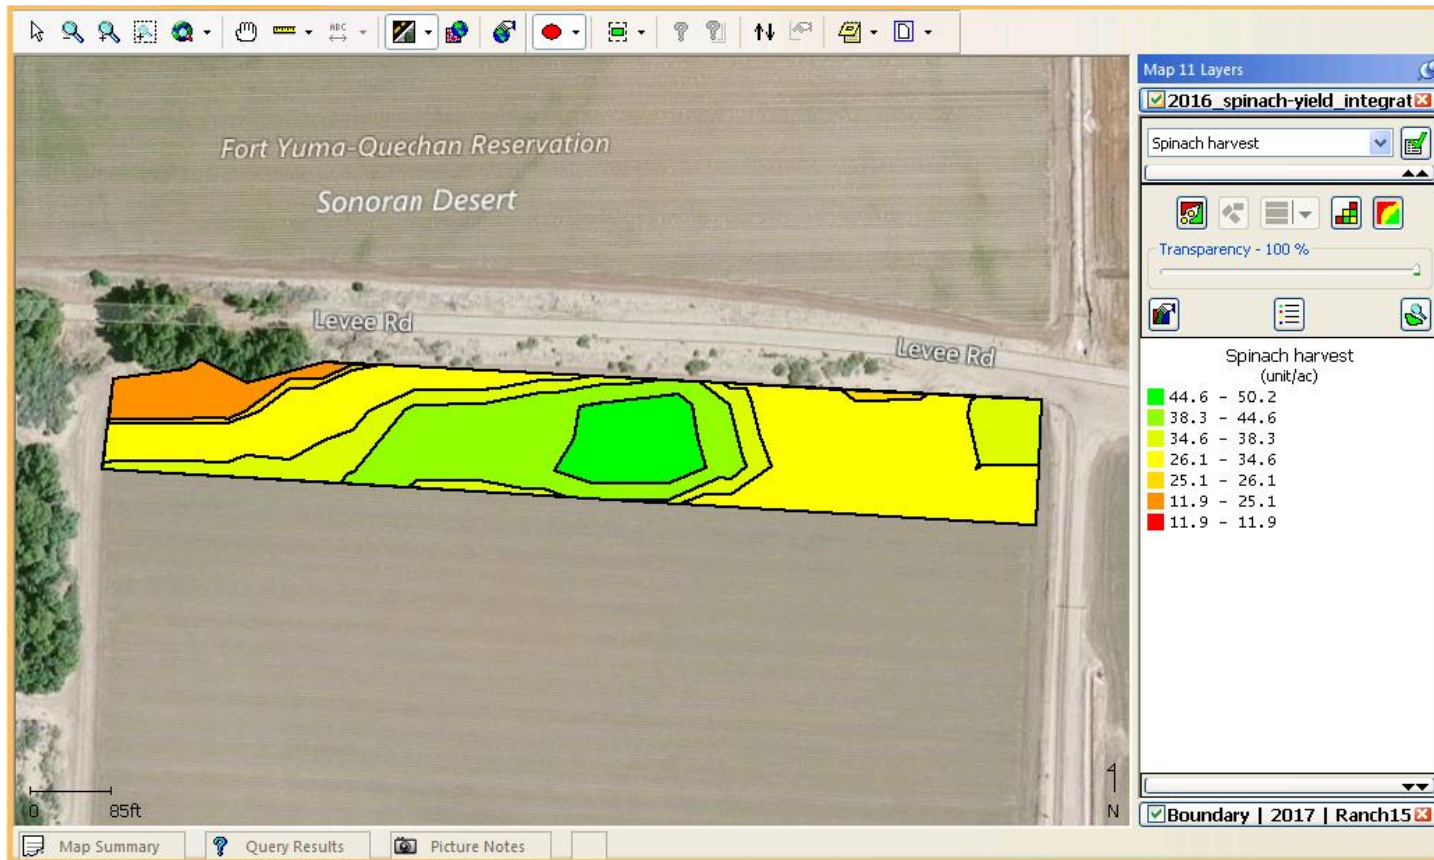 ABC
Fort Yuma-Quechan Reservation
Sonoran Desert
Levee Rd
Levee Rd
0 85ft
N
Map 11 Layers
2016_spinach-yield_integrat
Spinach harvest
Transparency - 100 %
Spinach harvest
(unit/ac)
44.6 - 50.2
38.3 - 44.6
34.6 - 38.3
26.1 - 34.6
25.1 - 26.1
11.9 - 25.1
11.9 - 11.9
Boundary | 2017 | Ranch15
Map Summary
Query Results
Picture Notes